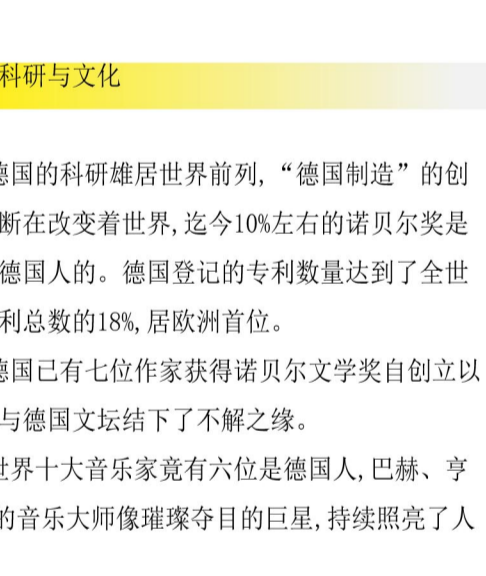 科研与文化
德国的科研雄居世界前列,“德国制造”的创
断在改变着世界,迄今10%左右的诺贝尔奖是
德国人的。德国登记的专利数量达到了全世
利总数的18%,居欧洲首位。
德国已有七位作家获得诺贝尔文学奖自创立以
与德国文坛结下了不解之缘。
世界十大音乐家竟有六位是德国人,巴赫、亨
的音乐大师像璀璨夺目的巨星,持续照亮了人